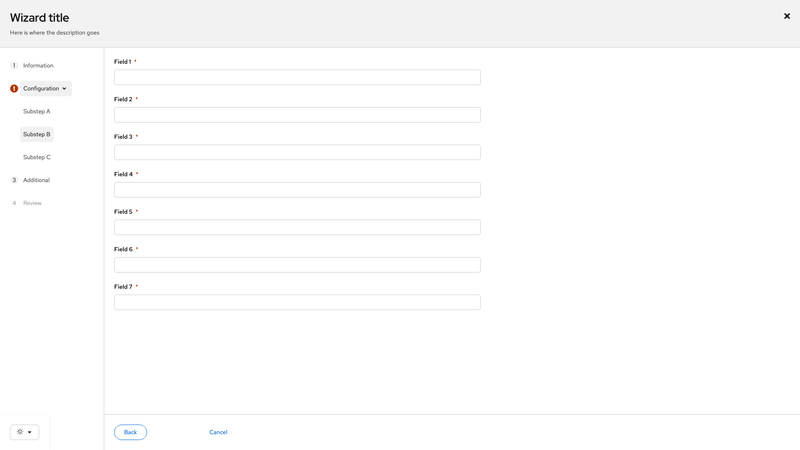 Wizard title
Here is where the description goes
1 Information
Configuration
Substep A
Substep B
Substep C
3 Additional
4 Review
Field 1 *
Field 2 *
Field 3 *
Field 4 *
Field 5 *
Field 6 *
Field 7 *
Back Cancel